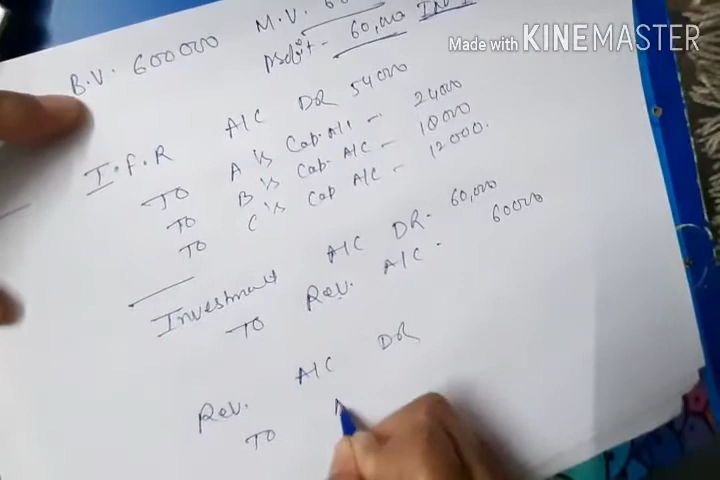 B.V. 600000 M.V. 6
Made with KINEMASTER
60,000 INV
I.F.R A/C DR 54000
To A's Cap. A/C - 24000
To B's Cap. A/C - 18000
To C's Cap A/C - 12000.
Investment A/C DR - 60,000
To Rev. A/C - 60000
Rev. A/C DR
To